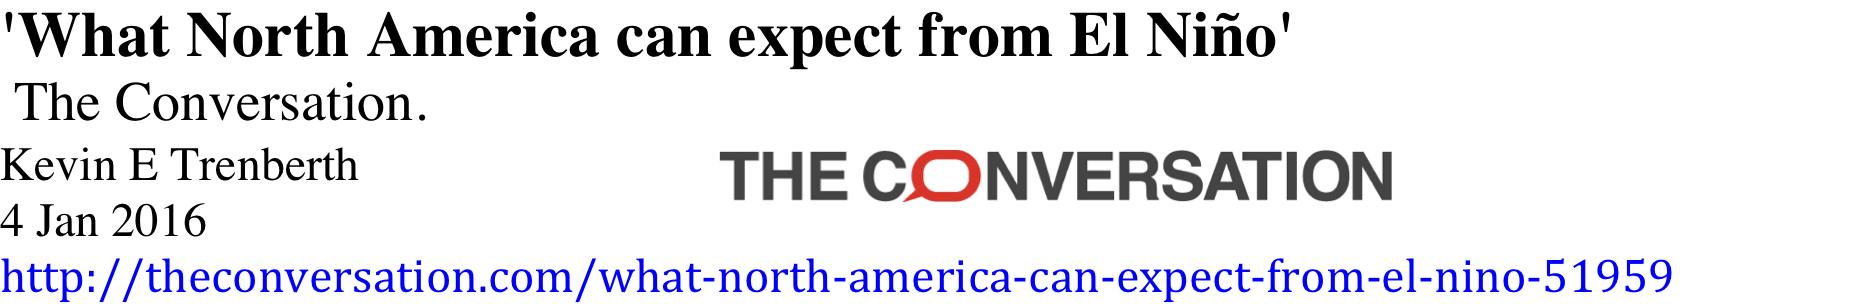 'What North America can expect from El Niño'
The Conversation.
Kevin E Trenberth
THE CONVERSATION
4 Jan 2016
http://theconversation.com/what-north-america-can-expect-from-el-nino-51959